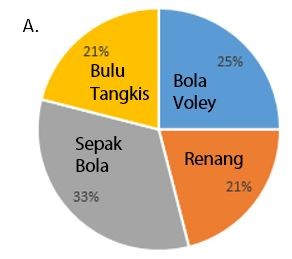 A.
21%
Bulu
Tangkis
25%
Bola
Voley
Sepak
Bola
33%
Renang
21%